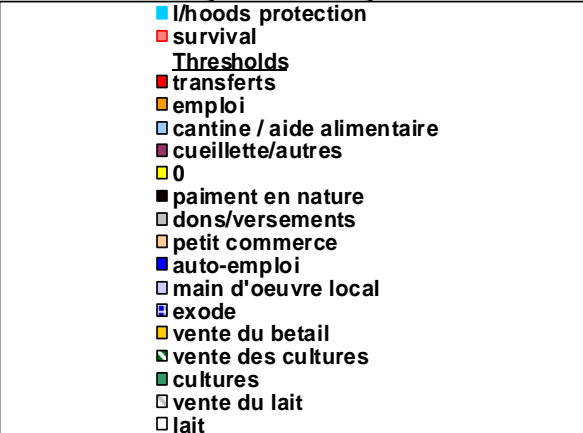 l/hoods protection
survival
Thresholds
transferts
emploi
cantine / aide alimentaire
cueillette/autres
0
paiment en nature
dons/versements
petit commerce
auto-emploi
main d'oeuvre local
exode
vente du betail
vente des cultures
cultures
vente du lait
lait